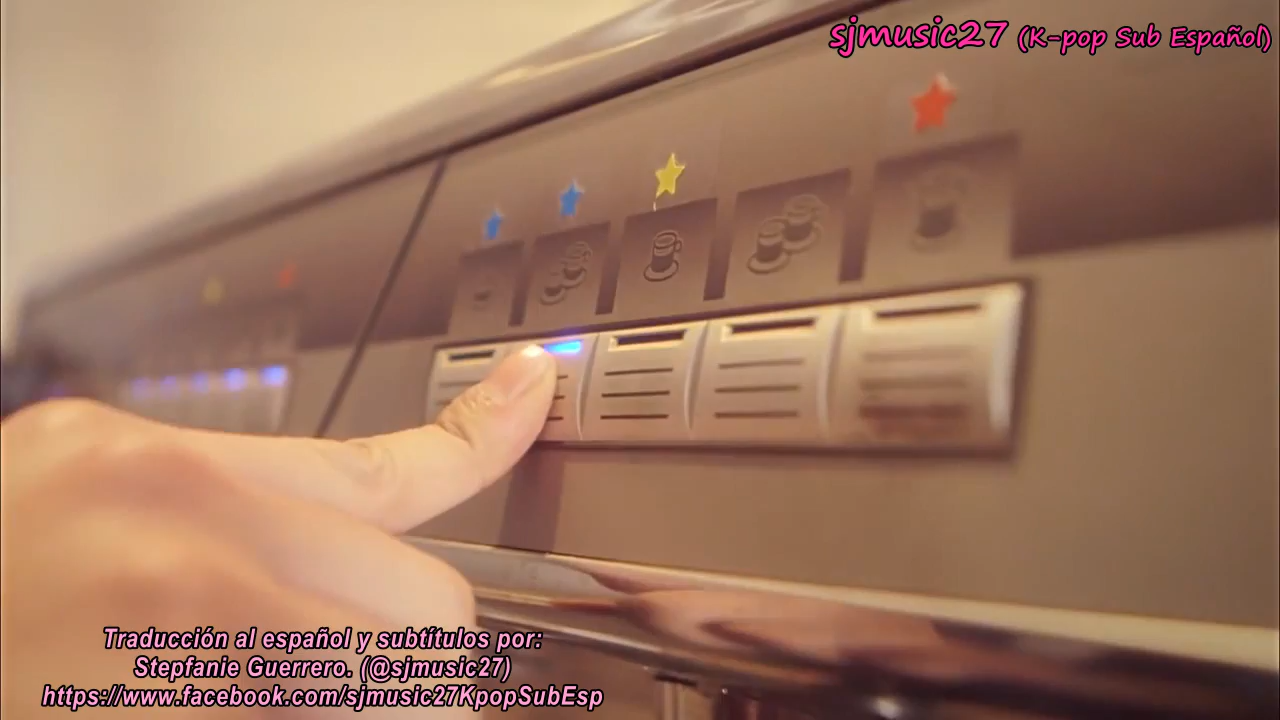 sjmusic27 (K-pop Sub Español)
Traducción al español y subtítulos por:
Stepfanie Guerrero. (@sjmusic27)
https://www.facebook.com/sjmusic27KpopSubEsp